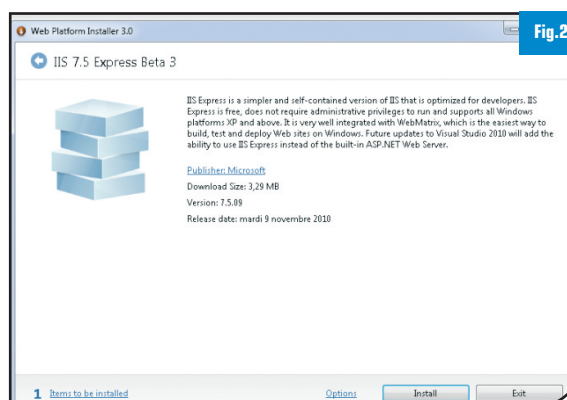 Web Platform Installer 3.0
Fig.2
IIS 7.5 Express Beta 3
IIS Express is a simpler and self-contained version of IIS that is optimized for developers. IIS
Express is free, does not require administrative privileges to run and supports all Windows
platforms XP and above. It is very well integrated with WebMatrix, which is the easiest way to
build, test and deploy Web sites on Windows. Future updates to Visual Studio 2010 will add the
ability to use IIS Express instead of the built-in ASP.NET Web Server.
Publisher: Microsoft
Download Size: 3,29 MB
Version: 7.5.09
Release date: mardi 9 novembre 2010
1 Items to be installed
Options
Install
Exit